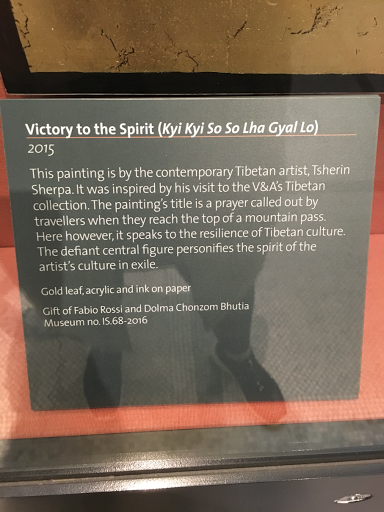 Victory to the Spirit (Kyi Kyi So So Lha Gyal Lo)
2015
This painting is by the contemporary Tibetan artist, Tsherin
Sherpa. It was inspired by his visit to the V&A's Tibetan
collection. The painting's title is a prayer called out by
travellers when they reach the top of a mountain pass.
Here however, it speaks to the resilience of Tibetan culture.
The defiant central figure personifies the spirit of the
artist's culture in exile.
Gold leaf, acrylic and ink on paper
Gift of Fabio Rossi and Dolma Chonzom Bhutia
Museum no. IS.68-2016